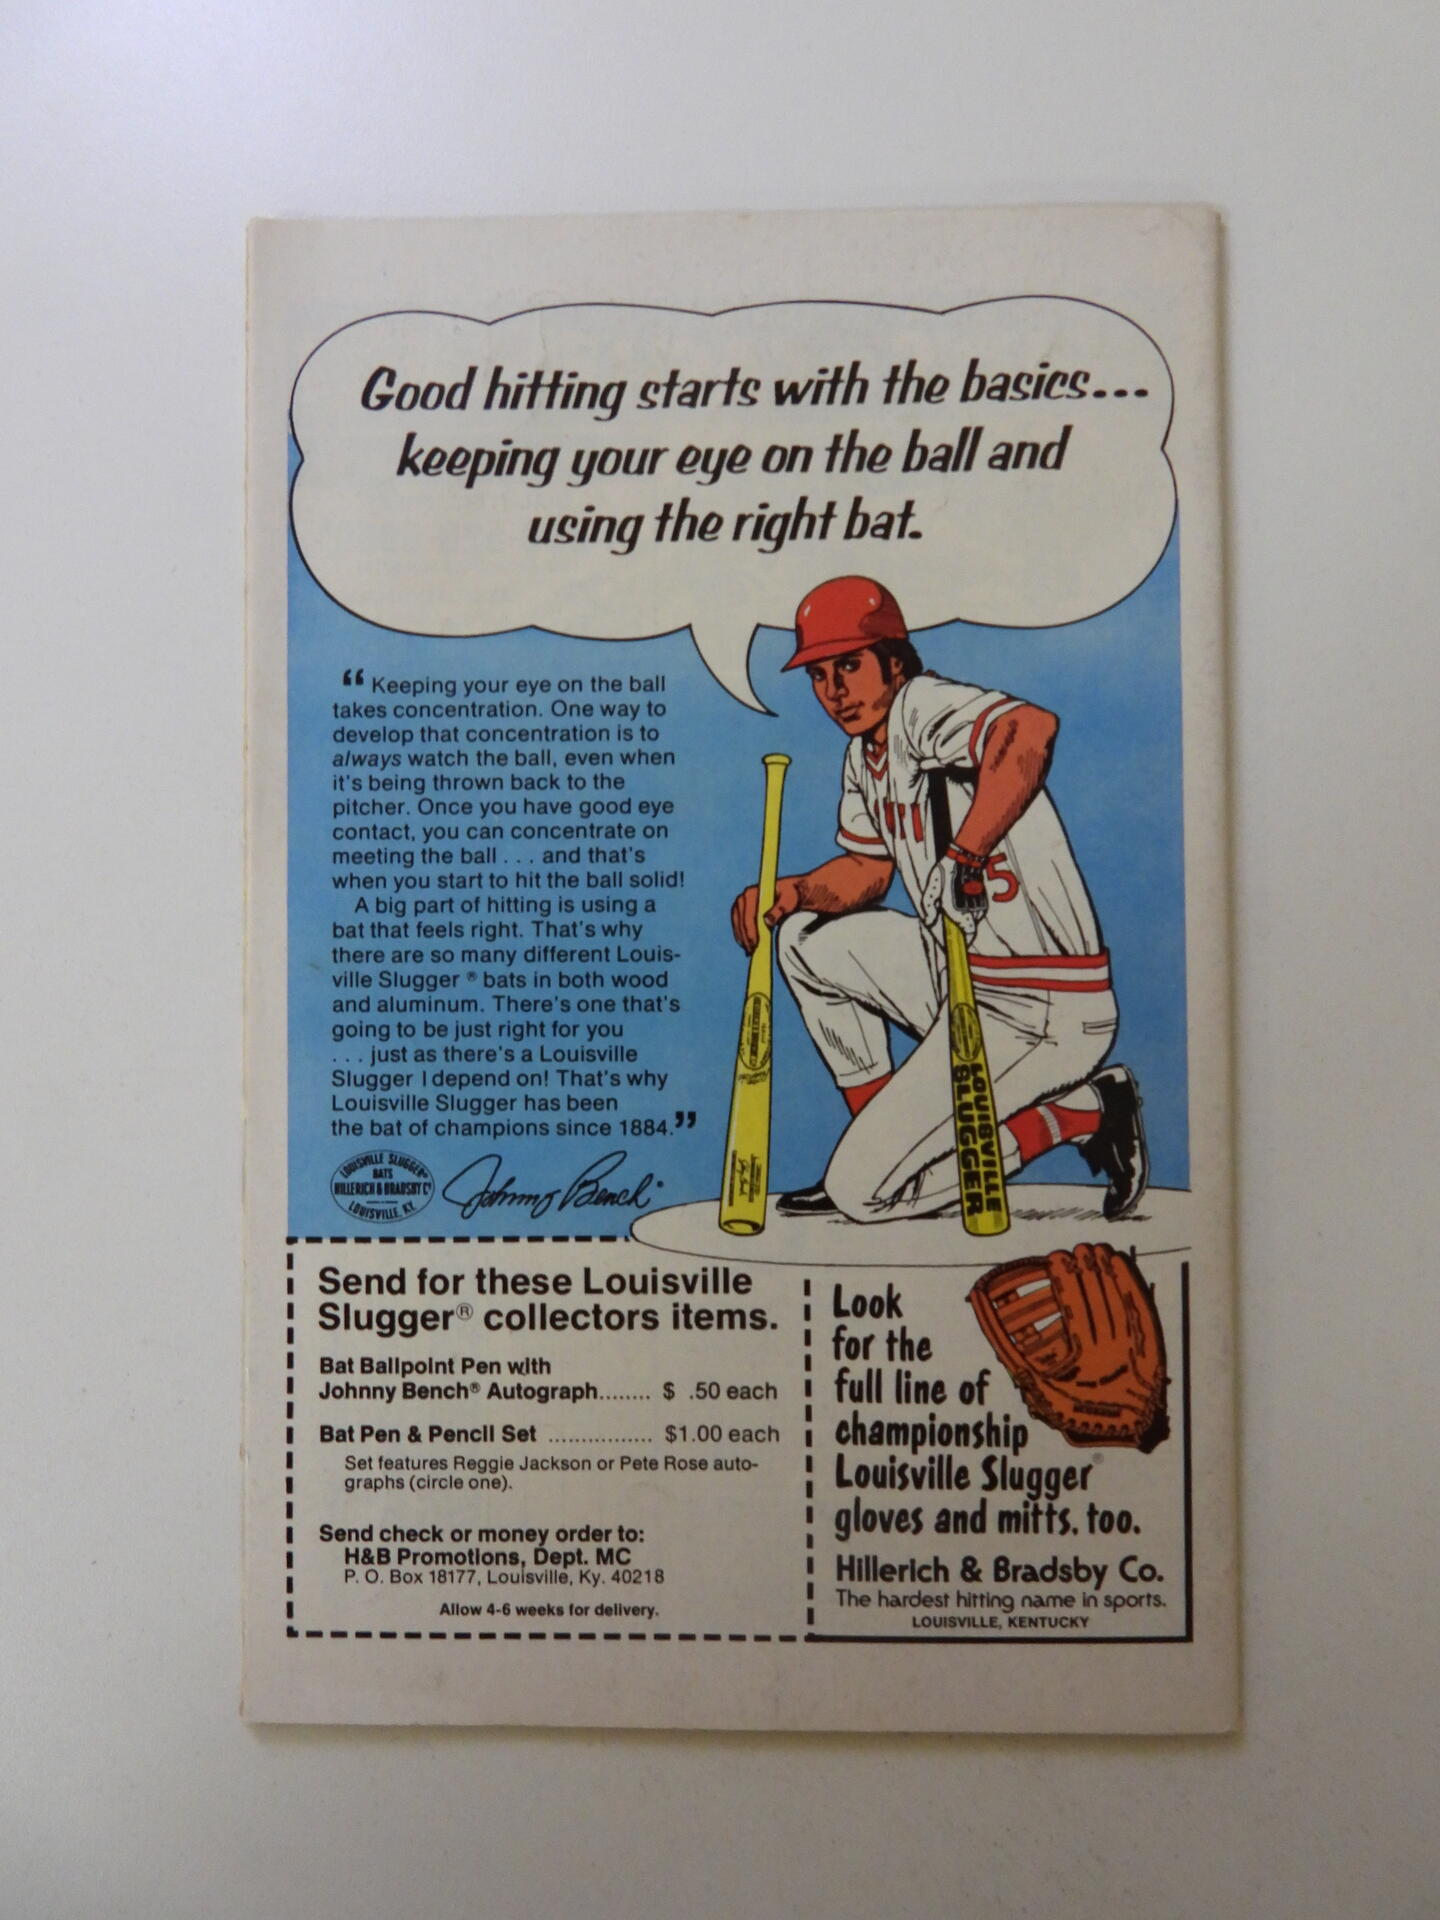 Good hitting starts with the basics...
keeping your eye on the ball and
using the right bat.
“ Keeping your eye on the ball
takes concentration. One way to
develop that concentration is to
always watch the ball, even when
it's being thrown back to the
pitcher. Once you have good eye
contact, you can concentrate on
meeting the ball . . . and that's
when you start to hit the ball solid!
A big part of hitting is using a
bat that feels right. That's why
there are so many different Louis-
ville Slugger ® bats in both wood
and aluminum. There's one that's
going to be just right for you
. . . just as there's a Louisville
Slugger I depend on! That's why
Louisville Slugger has been
the bat of champions since 1884.”
LOUISVILLE SLUGGER®
BATS
HILLERICH & BRADSBY Cº
LOUISVILLE, KY.
Johnny Bench
5
LOUISVILLE
SLUGGER
Send for these Louisville
Slugger® collectors items.
Bat Ballpoint Pen with
Johnny Bench® Autograph........ $ .50 each
Bat Pen & Pencil Set ................ $1.00 each
Set features Reggie Jackson or Pete Rose auto-
graphs (circle one).
Send check or money order to:
H&B Promotions, Dept. MC
P. O. Box 18177, Louisville, Ky. 40218
Allow 4-6 weeks for delivery.
Look
for the
full line of
championship
Louisville Slugger®
gloves and mitts, too.
Hillerich & Bradsby Co.
The hardest hitting name in sports.
LOUISVILLE, KENTUCKY